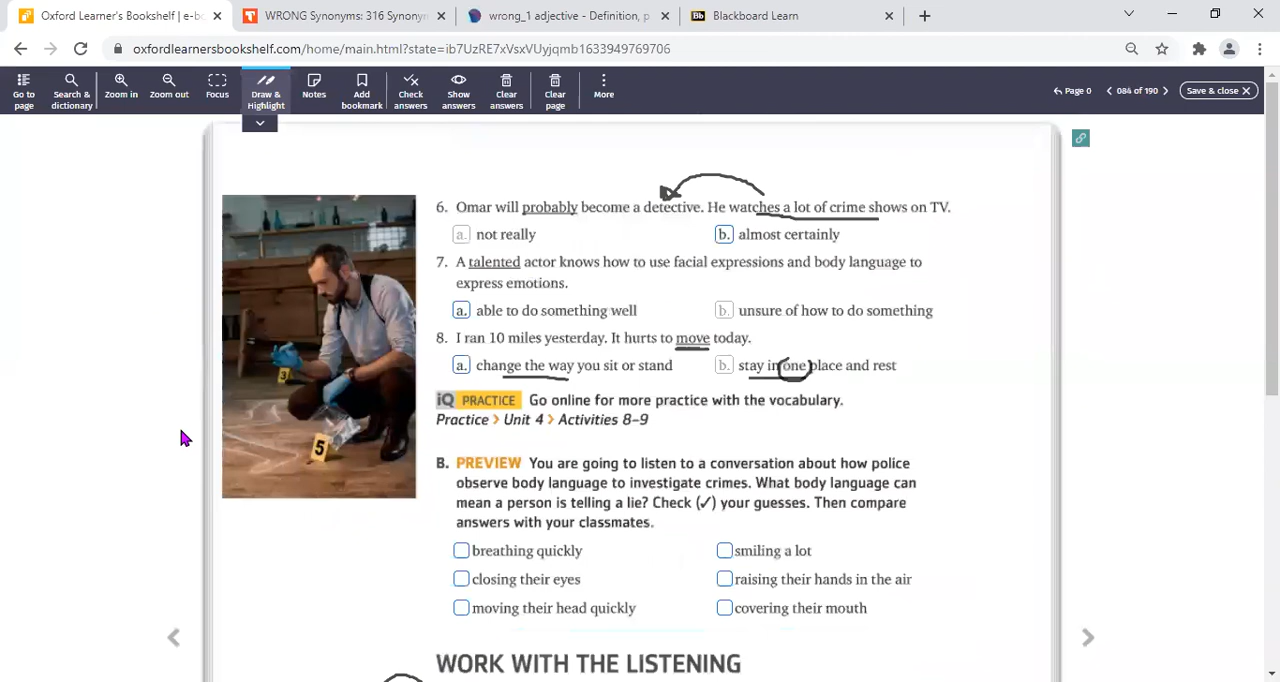 Oxford Learner's Bookshelf | e-bo
WRONG Synonyms: 316 Synonym
wrong_1 adjective - Definition, p
Bb Blackboard Learn
oxfordlearnersbookshelf.com/home/main.html?state=ib7UzRE7xVsxVUyjqmb1633949769706
Go to page
Search & dictionary
Zoom in
Zoom out
Focus
Draw & Highlight
Notes
Add bookmark
Check answers
Show answers
Clear answers
Clear page
More
Page 0
084 of 190
Save & close X
6. Omar will probably become a detective. He watches a lot of crime shows on TV.
a. not really b. almost certainly
7. A talented actor knows how to use facial expressions and body language to
express emotions.
a. able to do something well b. unsure of how to do something
8. I ran 10 miles yesterday. It hurts to move today.
a. change the way you sit or stand b. stay in one place and rest
iQ PRACTICE Go online for more practice with the vocabulary.
Practice > Unit 4 > Activities 8–9
3
5
B. PREVIEW You are going to listen to a conversation about how police
observe body language to investigate crimes. What body language can
mean a person is telling a lie? Check (✓) your guesses. Then compare
answers with your classmates.
breathing quickly smiling a lot
closing their eyes raising their hands in the air
moving their head quickly covering their mouth
WORK WITH THE LISTENING